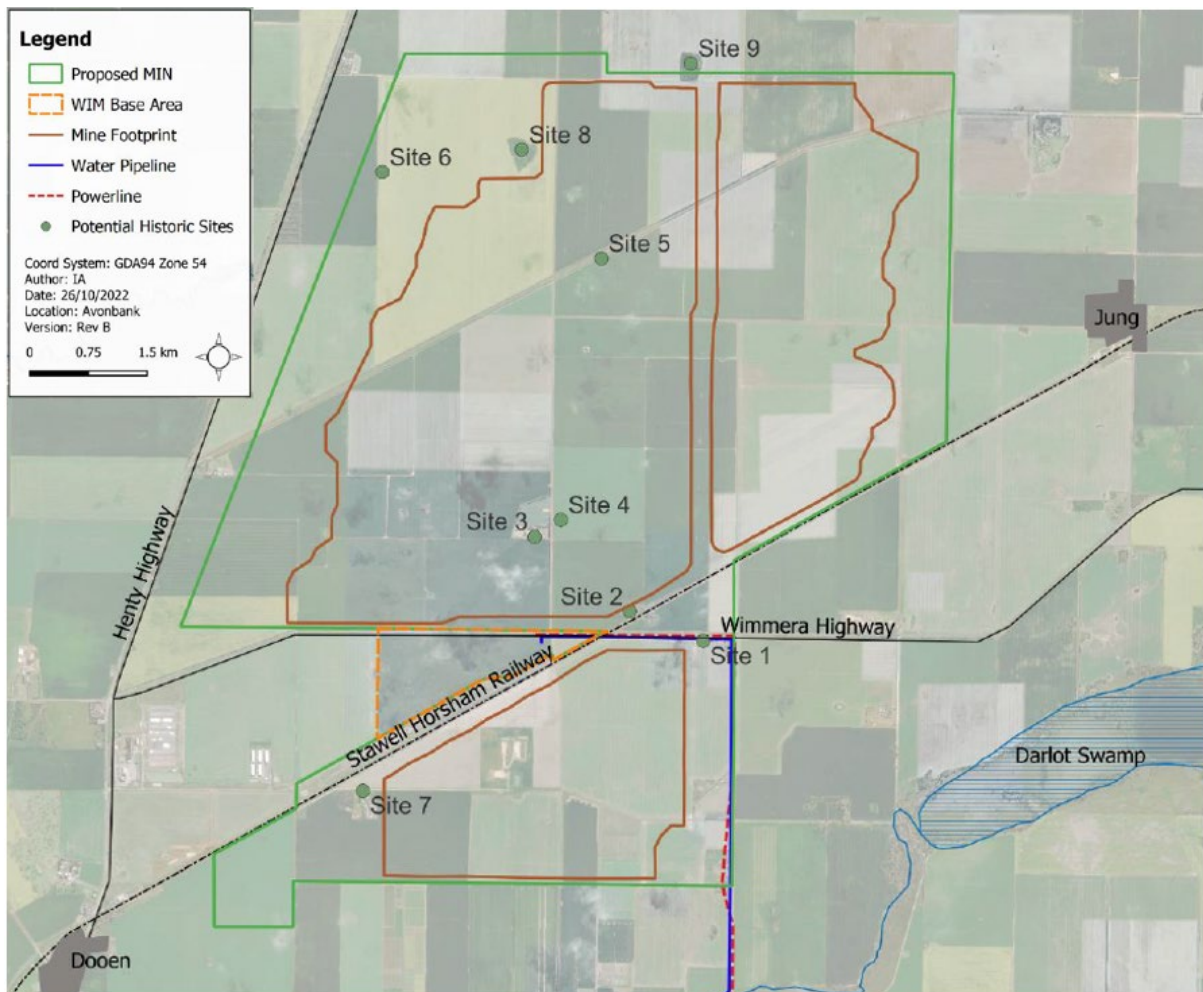 Legend
Proposed MIN
WIM Base Area
Mine Footprint
Water Pipeline
Powerline
Potential Historic Sites
Coord System: GDA94 Zone 54
Author: IA
Date: 26/10/2022
Location: Avonbank
Version: Rev B
0 0.75 1.5 km
Site 9
Site 8
Site 6
Site 5
Jung
Site 4
Site 3
Henty Highway
Site 2
Wimmera Highway
Site 1
Stawell Horsham Railway
Darlot Swamp
Site 7
Dooen